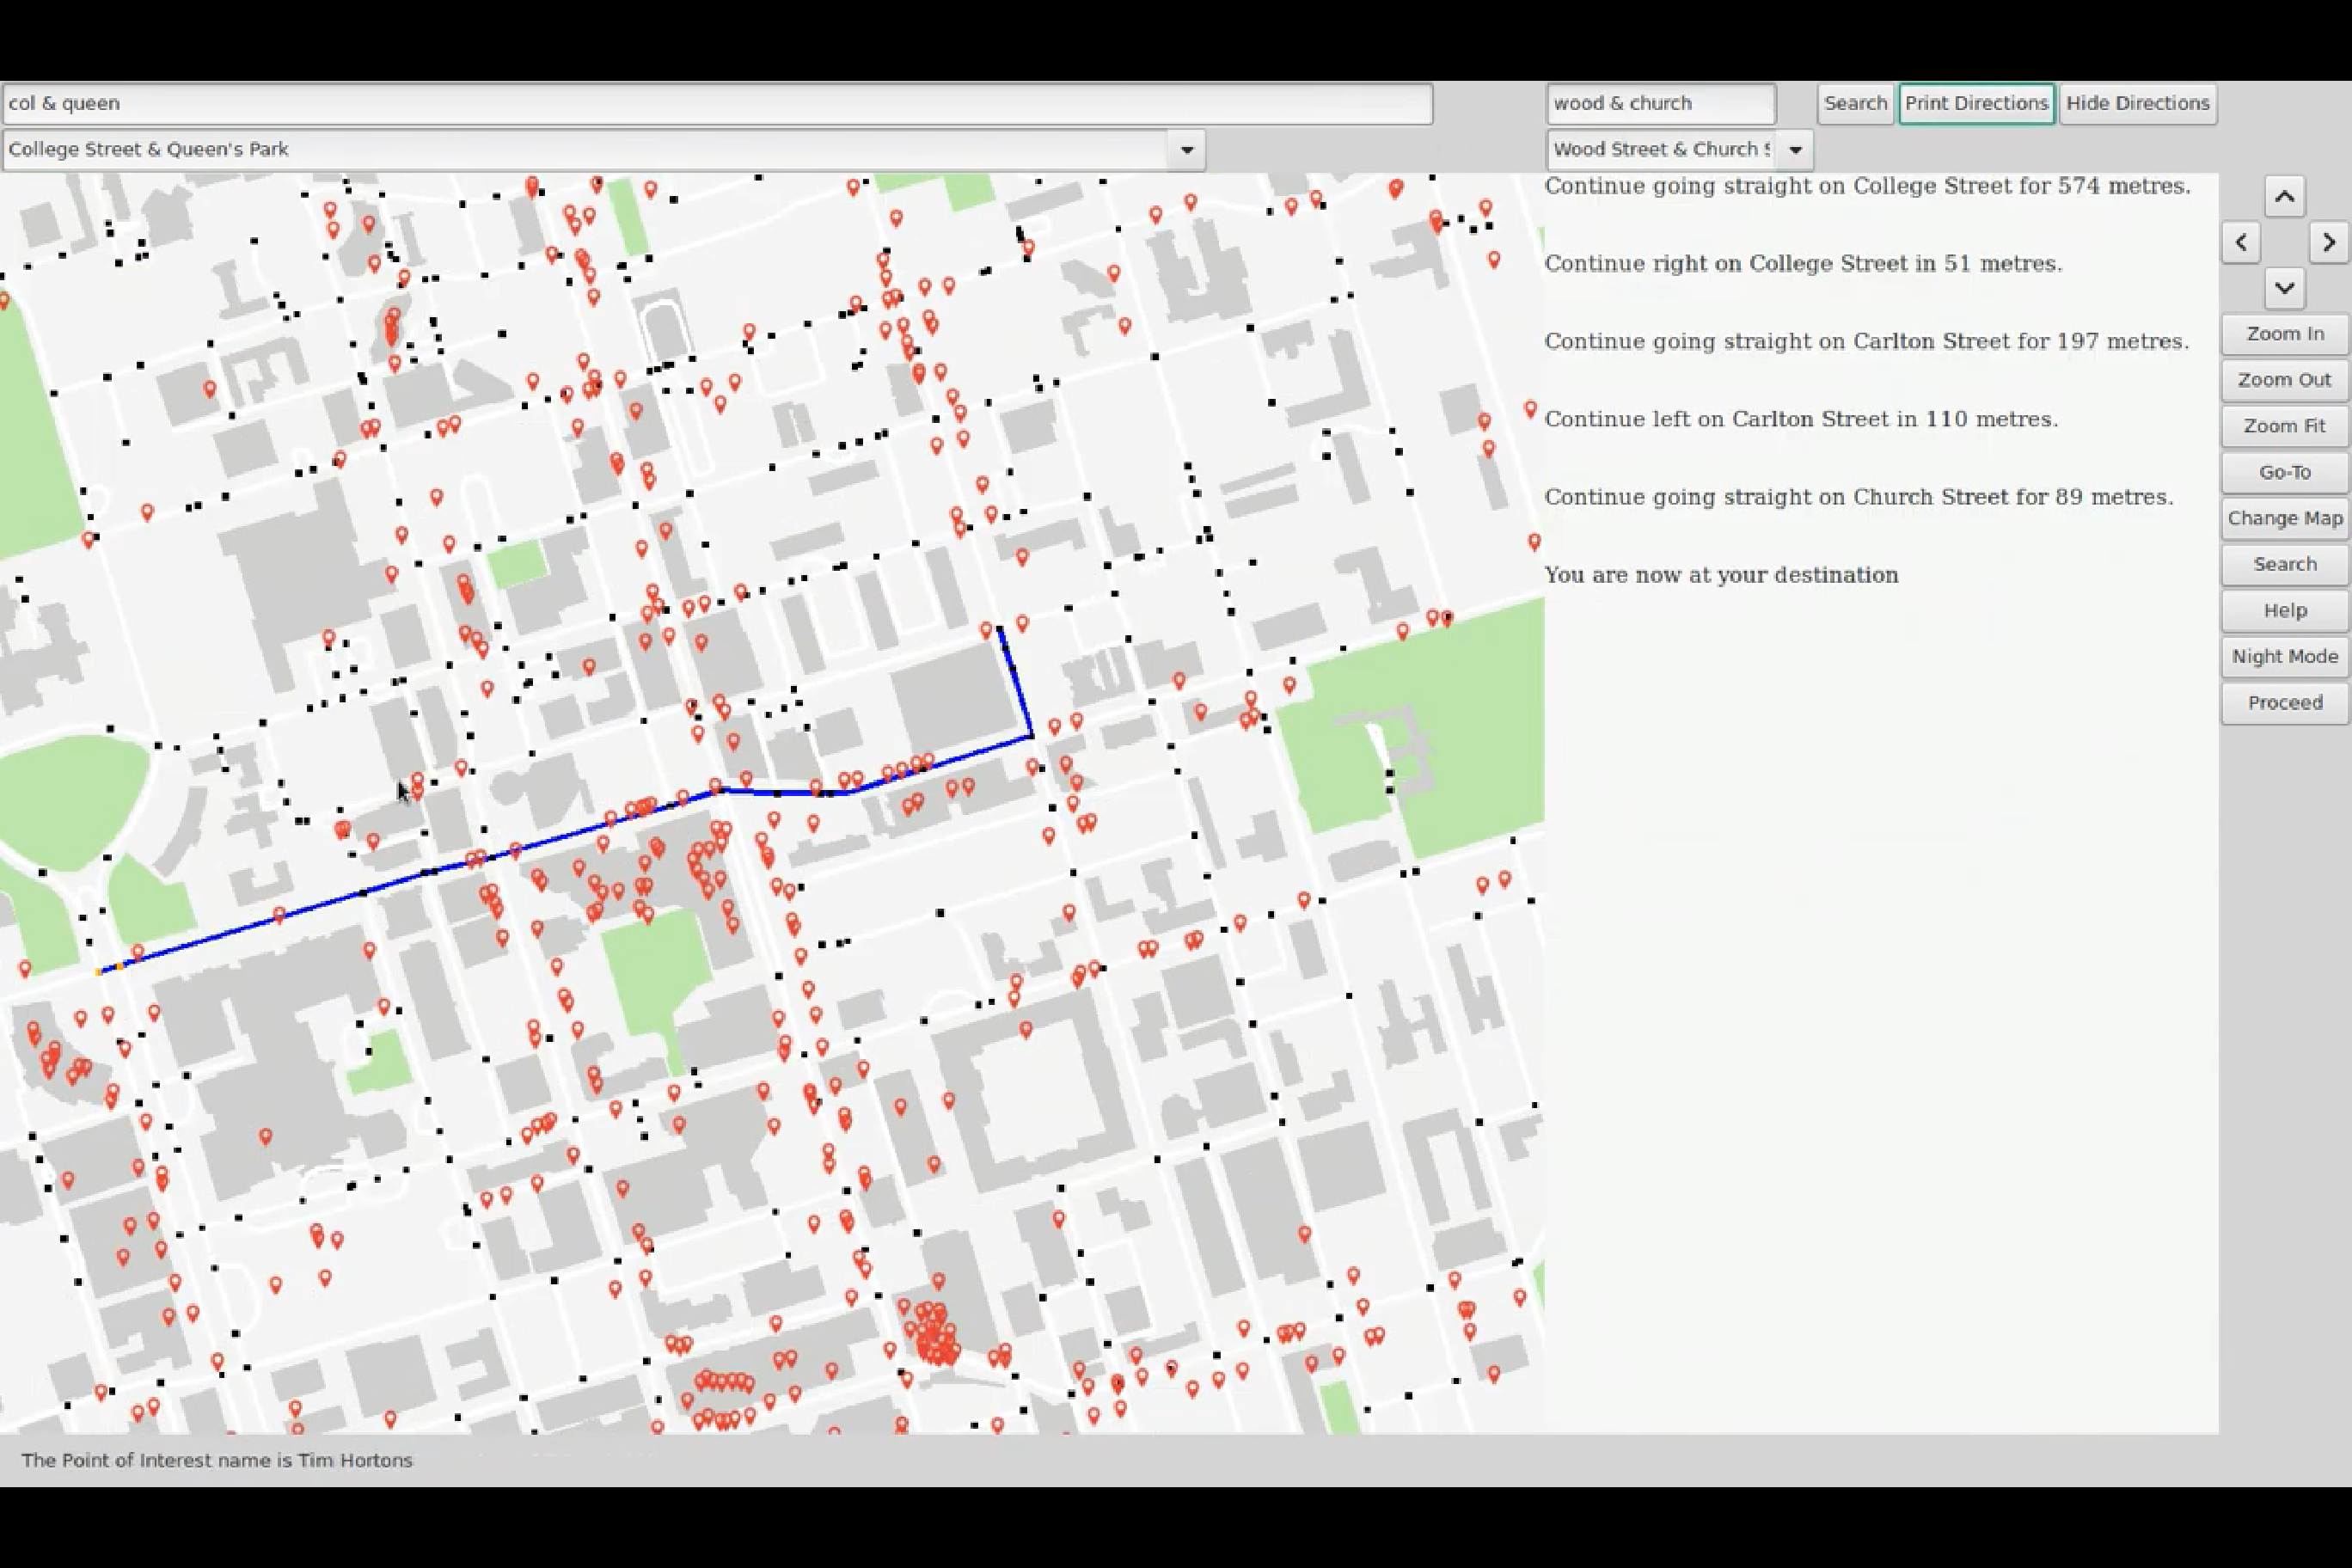 col & queen
wood & church
Search
Print Directions
Hide Directions
College Street & Queen's Park
Wood Street & Church S
Continue going straight on College Street for 574 metres.
Continue right on College Street in 51 metres.
Continue going straight on Carlton Street for 197 metres.
Continue left on Carlton Street in 110 metres.
Continue going straight on Church Street for 89 metres.
You are now at your destination
Zoom In
Zoom Out
Zoom Fit
Go-To
Change Map
Search
Help
Night Mode
Proceed
The Point of Interest name is Tim Hortons